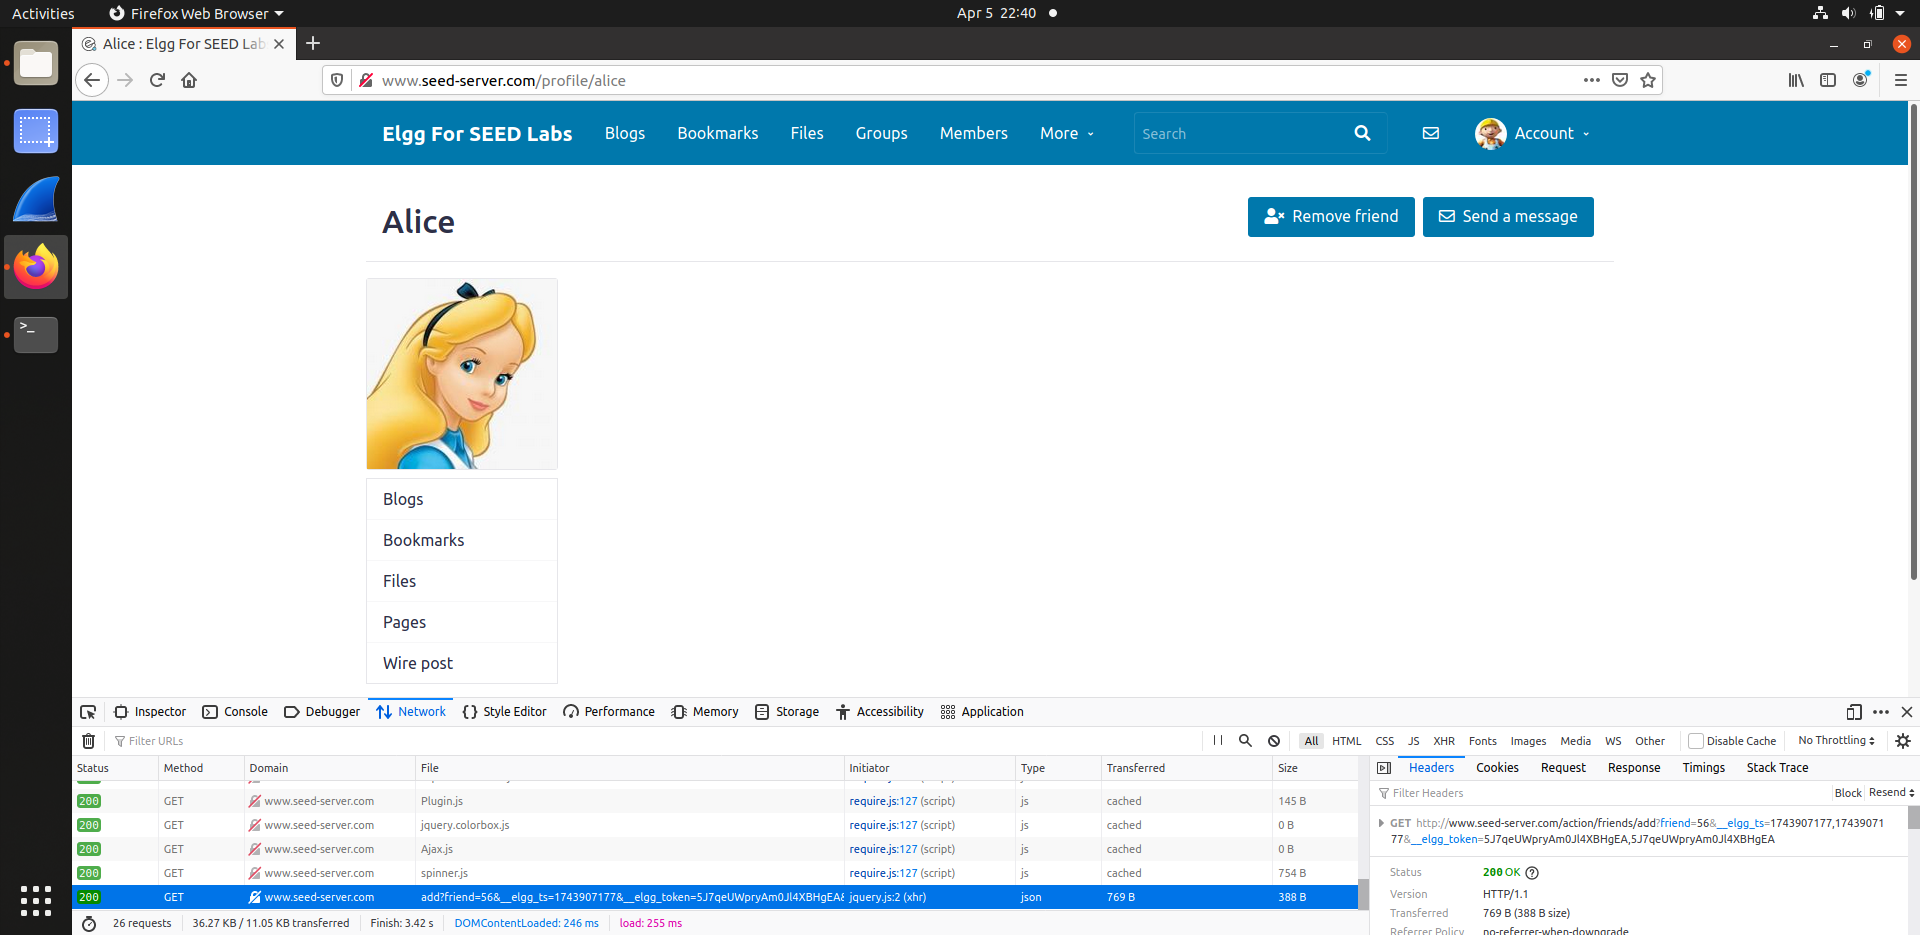 Activities
Firefox Web Browser
Apr 5 22:40
Alice : Elgg For SEED Lab
www.seed-server.com/profile/alice
Elgg For SEED Labs
Blogs
Bookmarks
Files
Groups
Members
More
Search
Account
Alice
Remove friend
Send a message
Blogs
Bookmarks
Files
Pages
Wire post
Inspector
Console
Debugger
Network
Style Editor
Performance
Memory
Storage
Accessibility
Application
Filter URLs
All HTML CSS JS XHR Fonts Images Media WS Other
Disable Cache
No Throttling
Status Method Domain File Initiator Type Transferred Size
200 GET www.seed-server.com Plugin.js require.js:127 (script) js cached 145 B
200 GET www.seed-server.com jquery.colorbox.js require.js:127 (script) js cached 0 B
200 GET www.seed-server.com Ajax.js require.js:127 (script) js cached 0 B
200 GET www.seed-server.com spinner.js require.js:127 (script) js cached 754 B
200 GET www.seed-server.com add?friend=56&__elgg_ts=1743907177&__elgg_token=5J7qeUWpryAm0Jl4XBHgEA& jquery.js:2 (xhr) json 769 B 388 B
26 requests
36.27 KB / 11.05 KB transferred
Finish: 3.42 s
DOMContentLoaded: 246 ms
load: 255 ms
Headers Cookies Request Response Timings Stack Trace
Filter Headers
Block Resend
GET http://www.seed-server.com/action/friends/add?friend=56&__elgg_ts=1743907177,17439071
77&__elgg_token=5J7qeUWpryAm0Jl4XBHgEA,5J7qeUWpryAm0Jl4XBHgEA
Status 200 OK
Version HTTP/1.1
Transferred 769 B (388 B size)
Referrer Policy no-referrer-when-downgrade